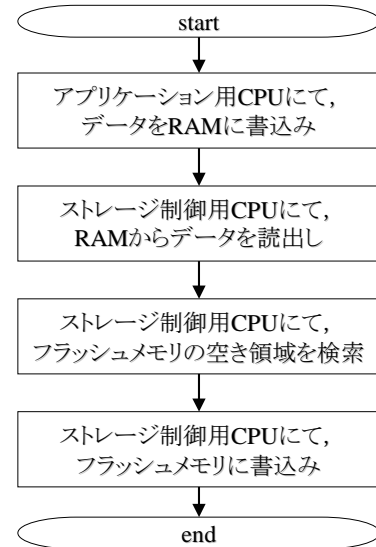 start
アプリケーション用CPUにて,
データをRAMに書込み
ストレージ制御用CPUにて,
RAMからデータを読出し
ストレージ制御用CPUにて,
フラッシュメモリの空き領域を検索
ストレージ制御用CPUにて,
フラッシュメモリに書込み
end